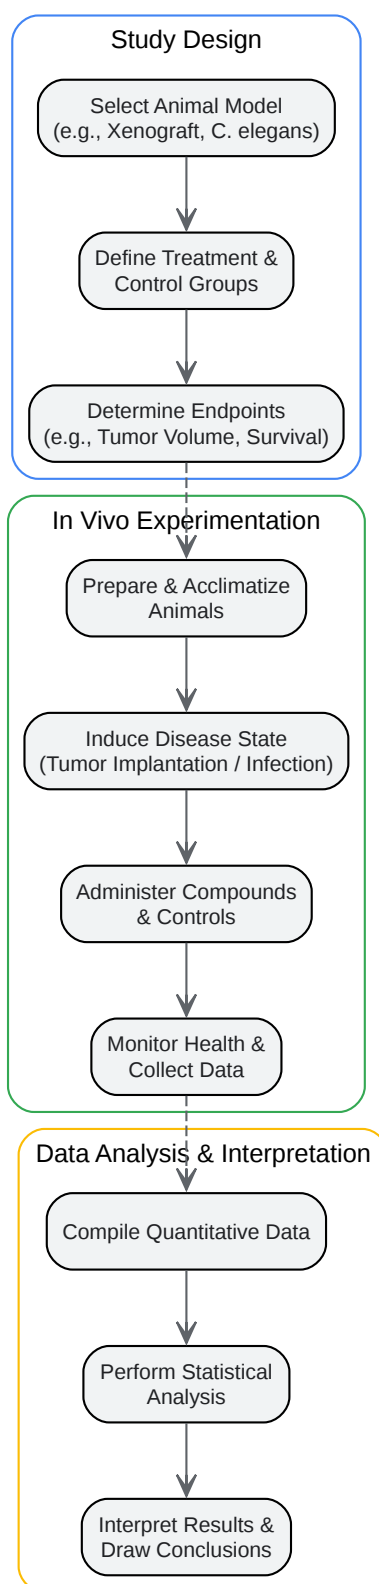 Study Design
Select Animal Model
(e.g., Xenograft, C. elegans)
Define Treatment &
Control Groups
Determine Endpoints
(e.g., Tumor Volume, Survival)
In Vivo Experimentation
Prepare & Acclimatize
Animals
Induce Disease State
(Tumor Implantation / Infection)
Administer Compounds
& Controls
Monitor Health &
Collect Data
Data Analysis & Interpretation
Compile Quantitative Data
Perform Statistical
Analysis
Interpret Results &
Draw Conclusions